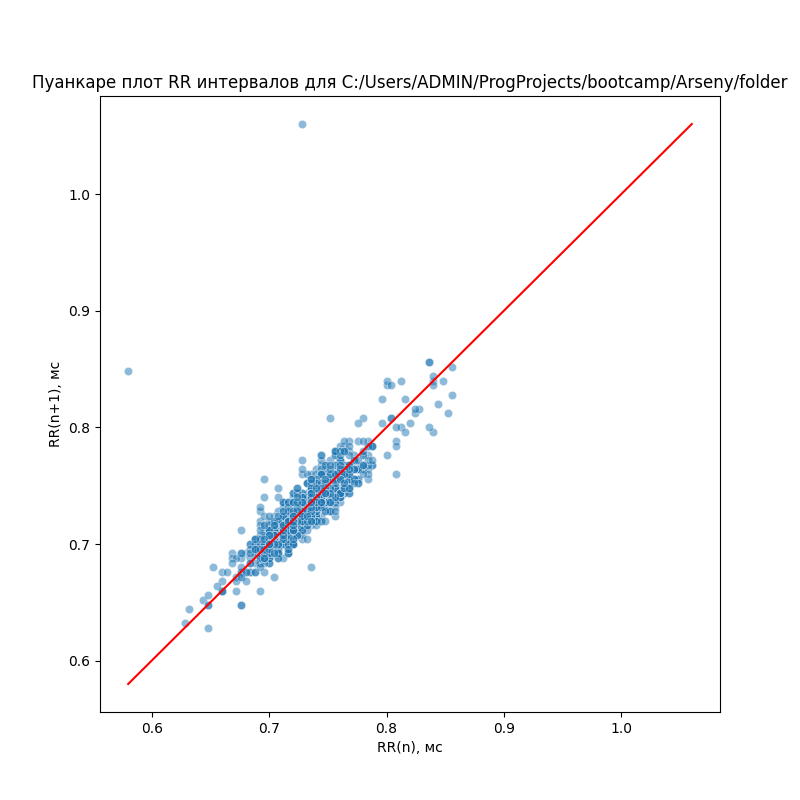 Пуанкаре плот RR интервалов для C:/Users/ADMIN/ProgProjects/bootcamp/Arseny/folder
1.0
0.9
0.8
0.7
0.6
RR(n+1), мс
0.6 0.7 0.8 0.9 1.0
RR(n), мс